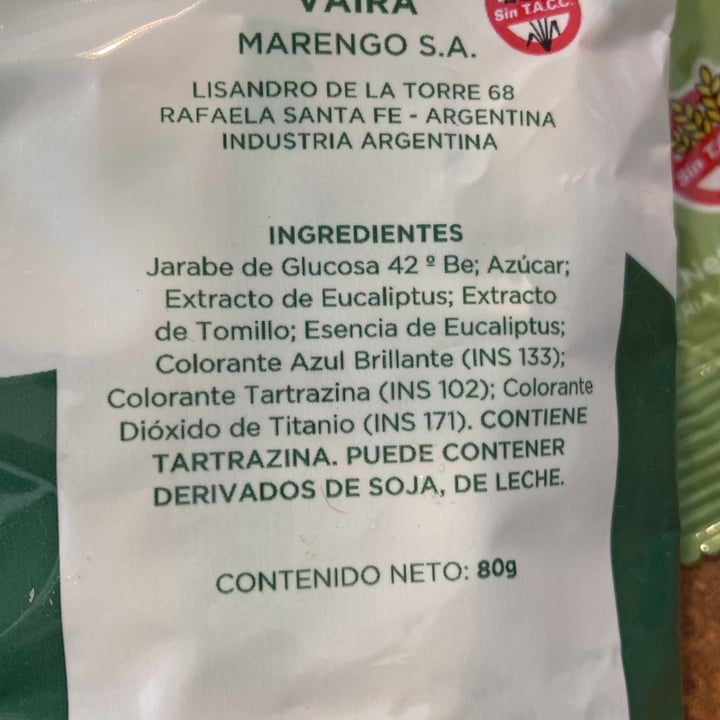 VAIRA
Sin T.A.C.C.
MARENGO S.A.
LISANDRO DE LA TORRE 68
RAFAELA SANTA FE - ARGENTINA
INDUSTRIA ARGENTINA
INGREDIENTES
Jarabe de Glucosa 42 º Be; Azúcar;
Extracto de Eucaliptus; Extracto
de Tomillo; Esencia de Eucaliptus;
Colorante Azul Brillante (INS 133);
Colorante Tartrazina (INS 102); Colorante
Dióxido de Titanio (INS 171). CONTIENE
TARTRAZINA. PUEDE CONTENER
DERIVADOS DE SOJA, DE LECHE.
CONTENIDO NETO: 80g
Sin